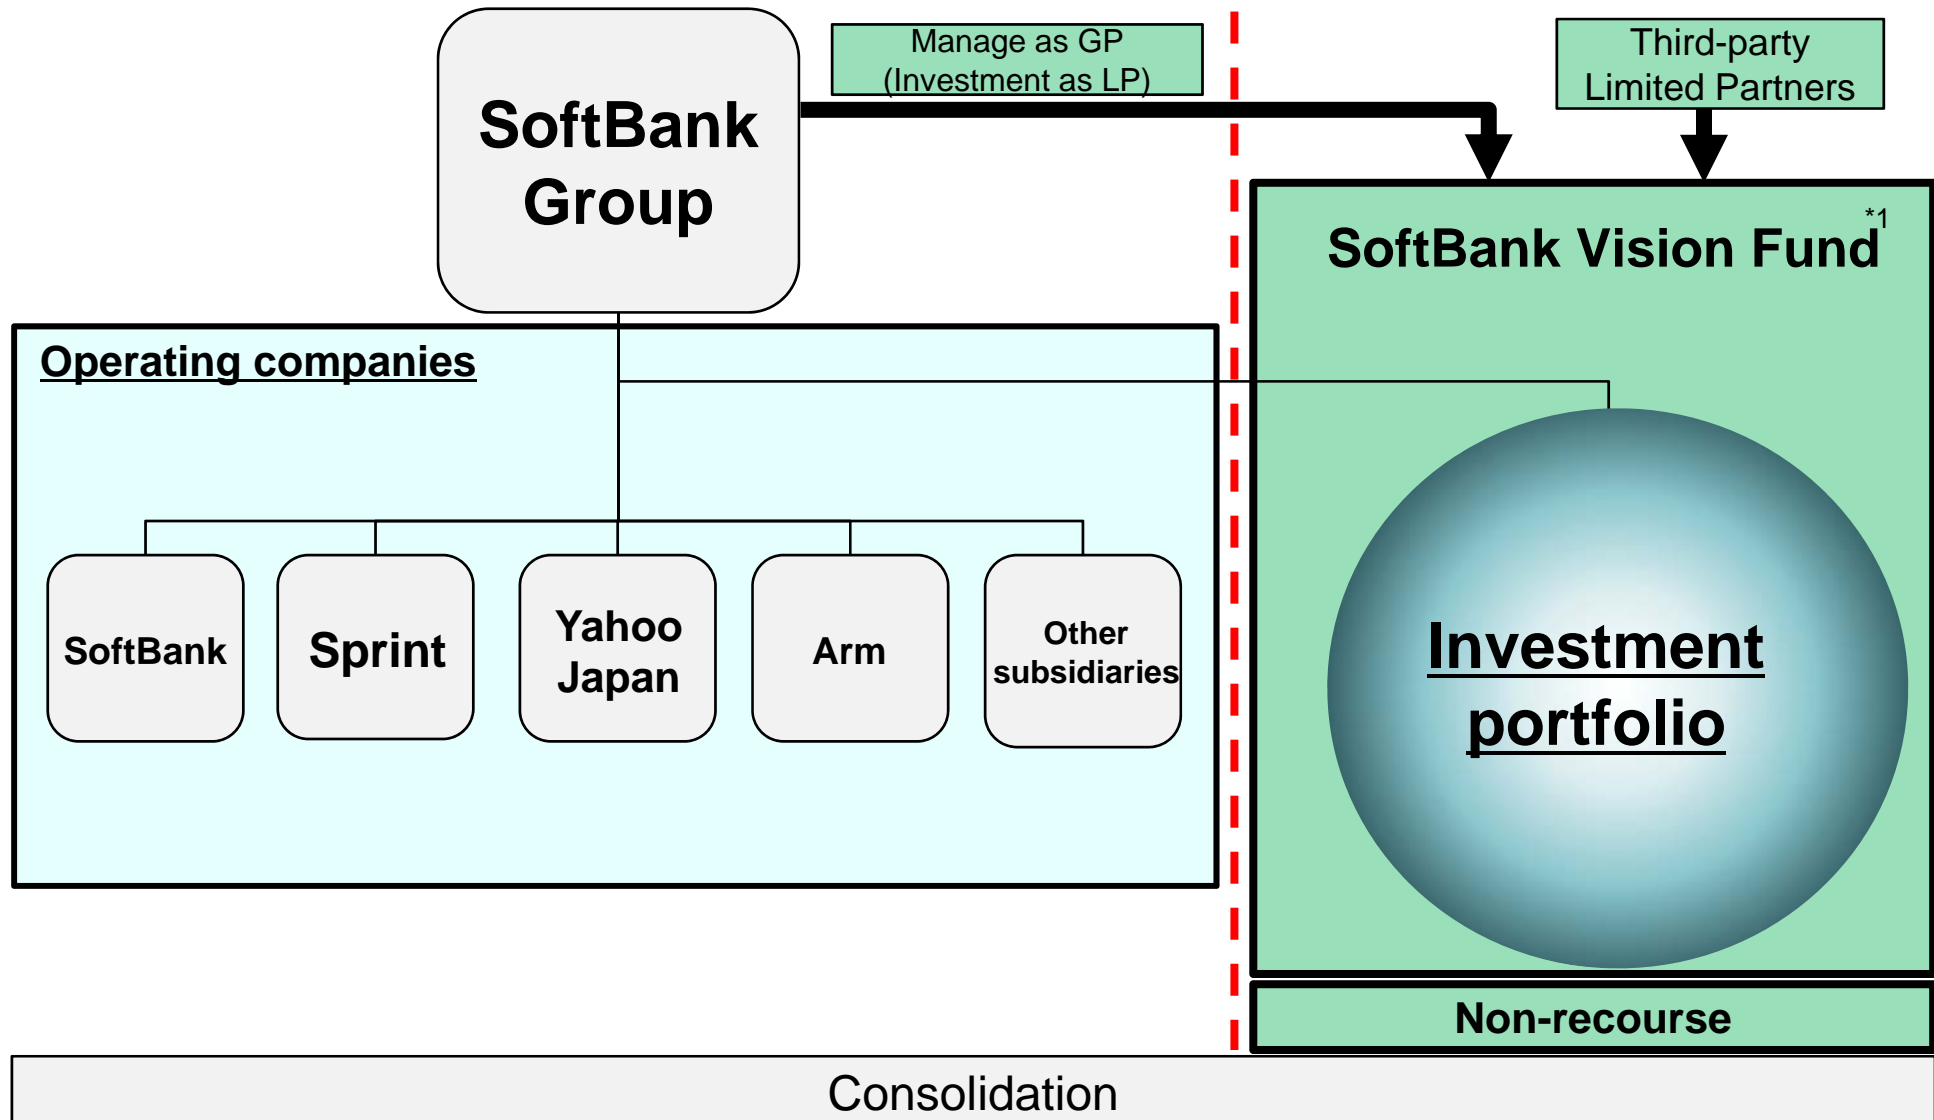 SoftBank
Group
Manage as GP
(Investment as LP)
Third-party
Limited Partners
SoftBank Vision Fund*1
Operating companies
SoftBank
Sprint
Yahoo
Japan
Arm
Other
subsidiaries
Investment
portfolio
Non-recourse
Consolidation